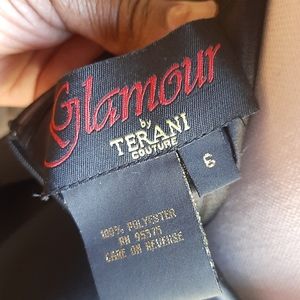 Glamour
by
TERANI
COUTURE
6
100% POLYESTER
RN 95375
CARE ON REVERSE